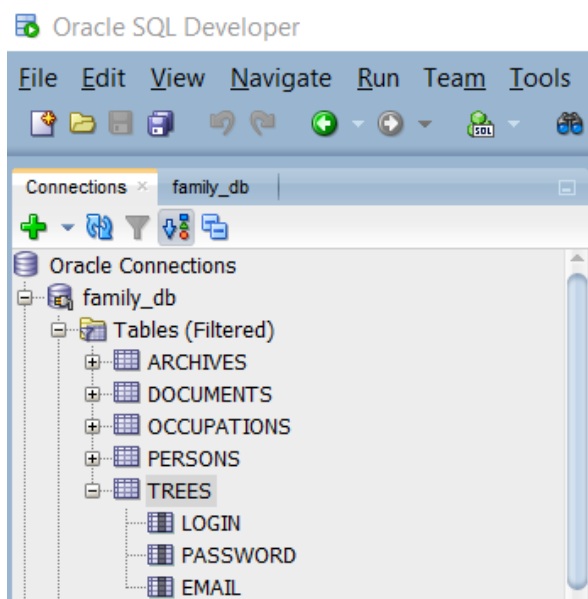 Oracle SQL Developer
File Edit View Navigate Run Team Tools
SQL
Connections family_db
Oracle Connections
family_db
Tables (Filtered)
ARCHIVES
DOCUMENTS
OCCUPATIONS
PERSONS
TREES
LOGIN
PASSWORD
EMAIL